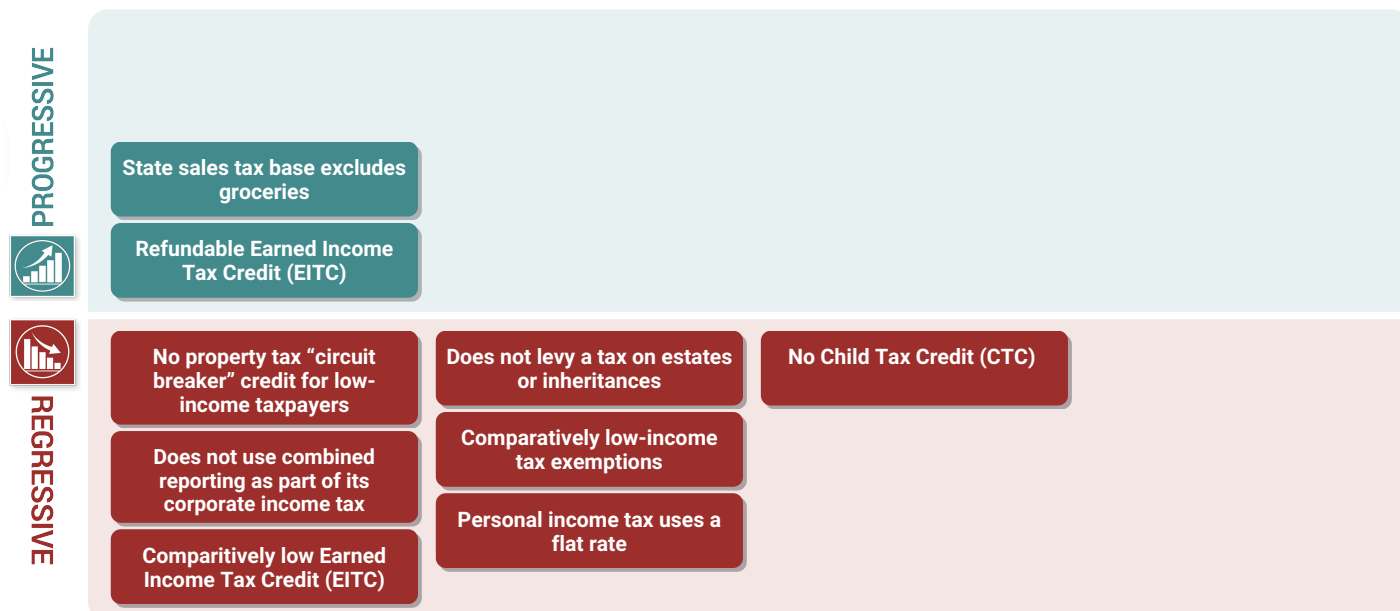 PROGRESSIVE
State sales tax base excludes
groceries
Refundable Earned Income
Tax Credit (EITC)
REGRESSIVE
No property tax “circuit
breaker” credit for low-
income taxpayers
Does not use combined
reporting as part of its
corporate income tax
Comparitively low Earned
Income Tax Credit (EITC)
Does not levy a tax on estates
or inheritances
Comparatively low-income
tax exemptions
Personal income tax uses a
flat rate
No Child Tax Credit (CTC)